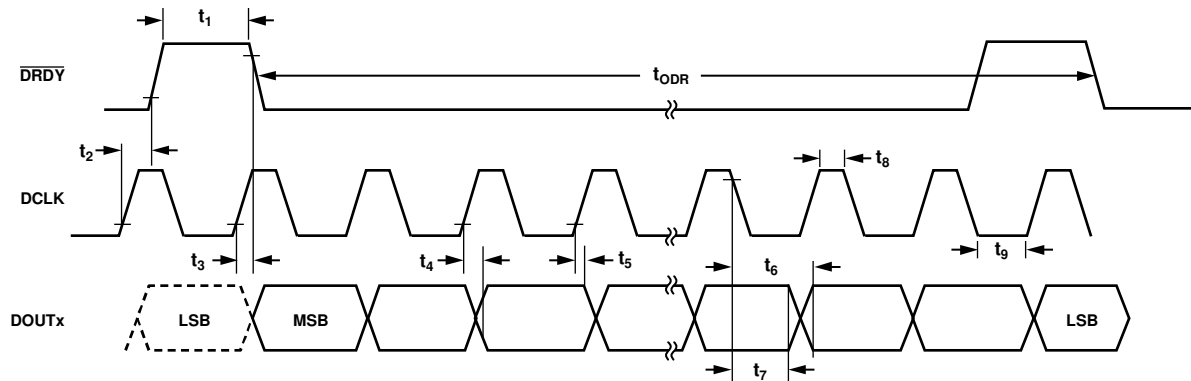 t1
DRDY
tODR
t2
t8
DCLK
t3
t4
t5
t6
t9
DOUTx
LSB
MSB
LSB
t7